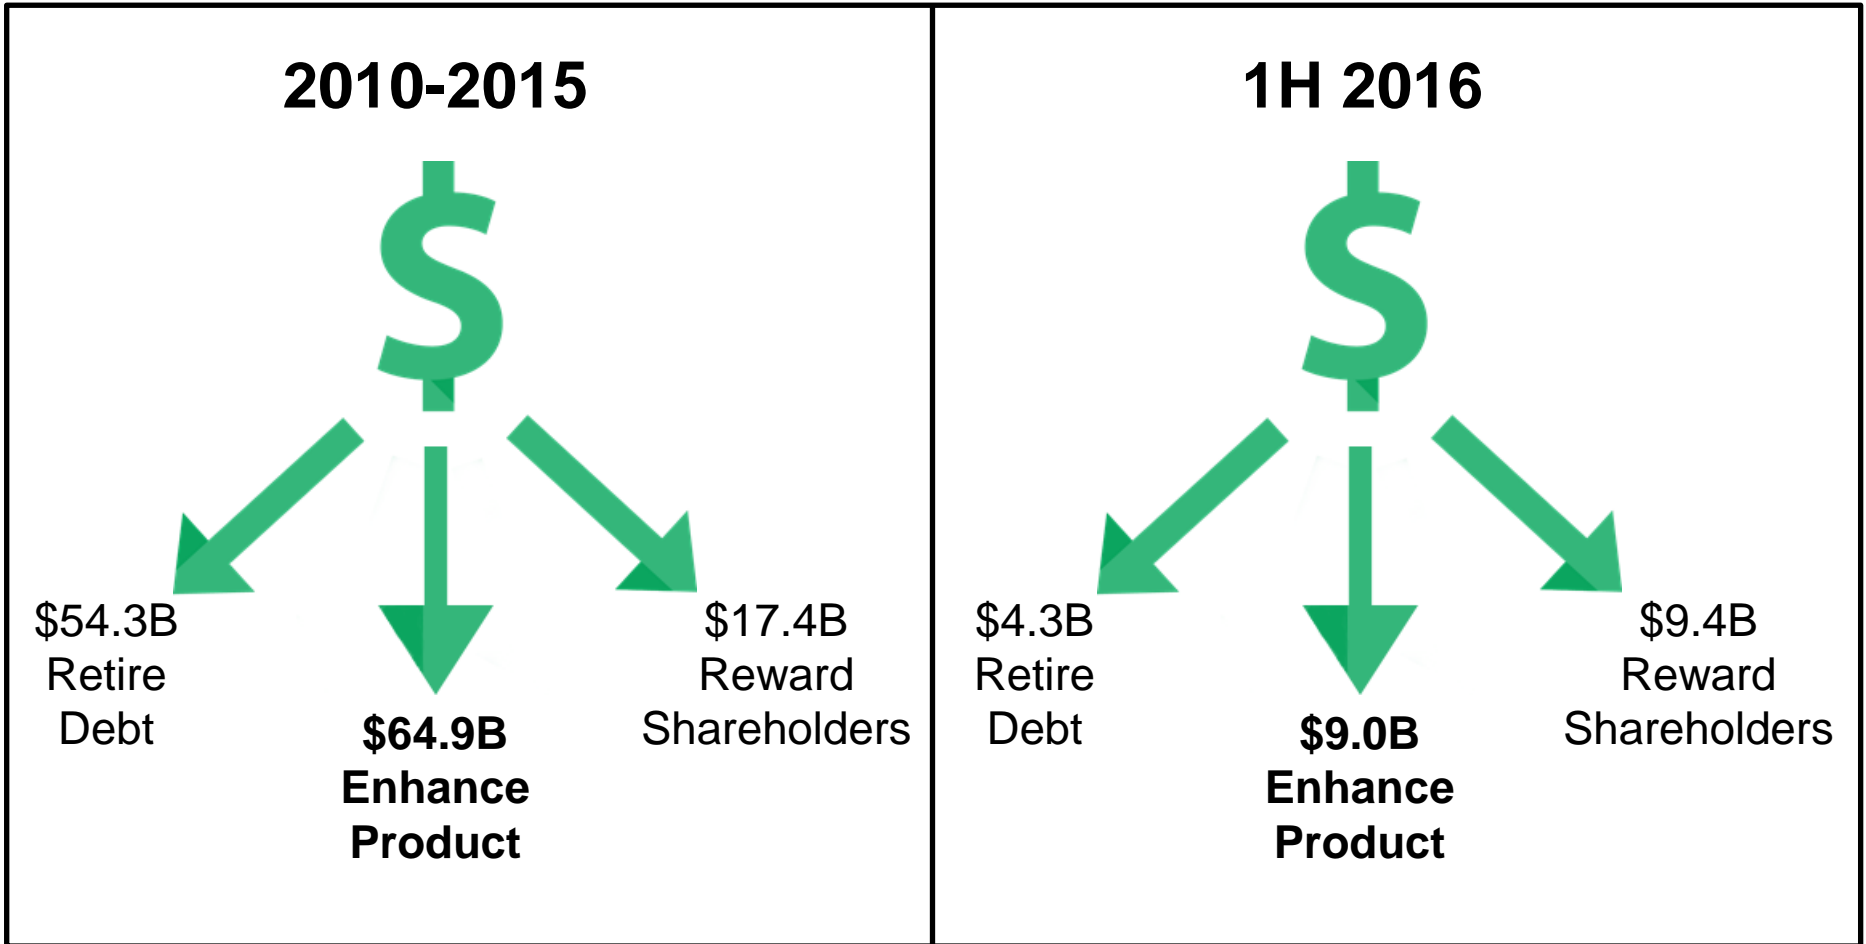 2010-2015
$
$54.3B
Retire
Debt
$64.9B
Enhance
Product
$17.4B
Reward
Shareholders
1H 2016
$
$4.3B
Retire
Debt
$9.0B
Enhance
Product
$9.4B
Reward
Shareholders